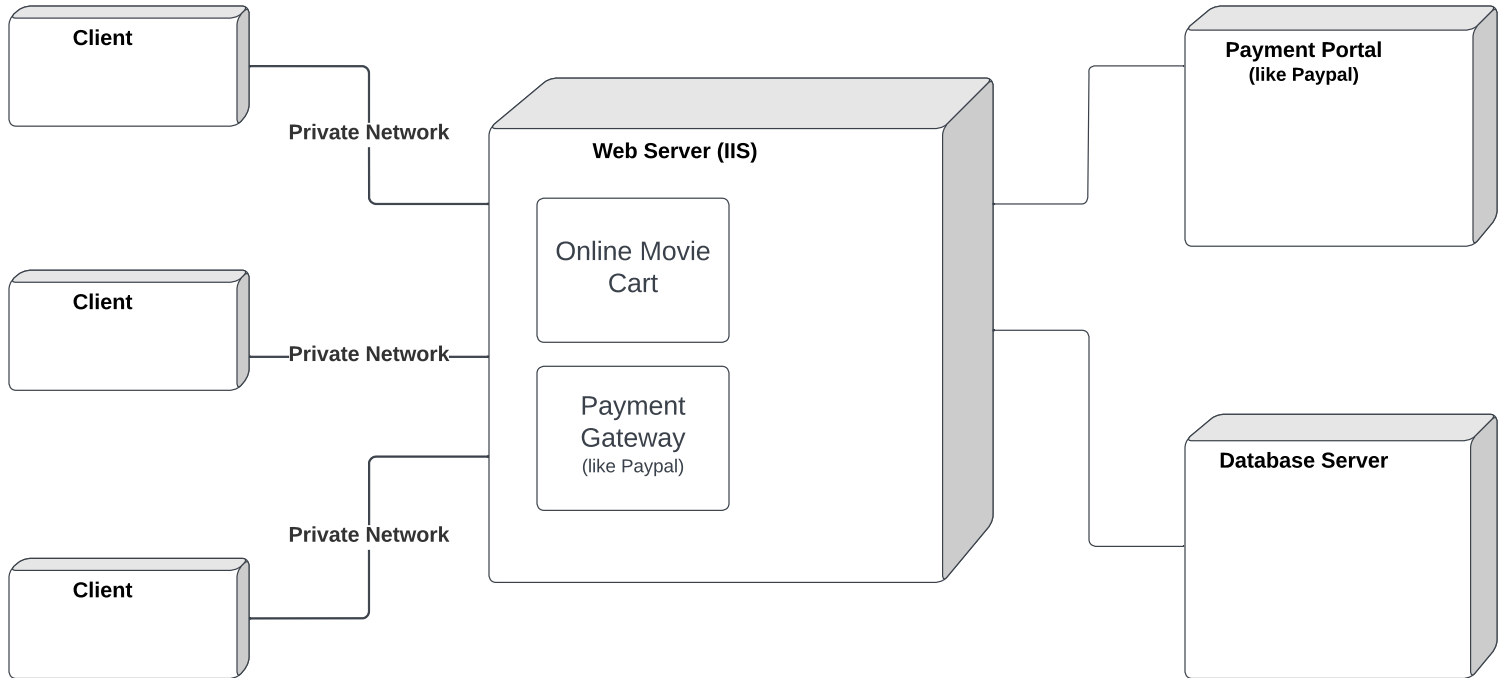 Client
Private Network
Client
Private Network
Client
Private Network
Web Server (IIS)
Online Movie
Cart
Payment
Gateway
(like Paypal)
Payment Portal
(like Paypal)
Database Server